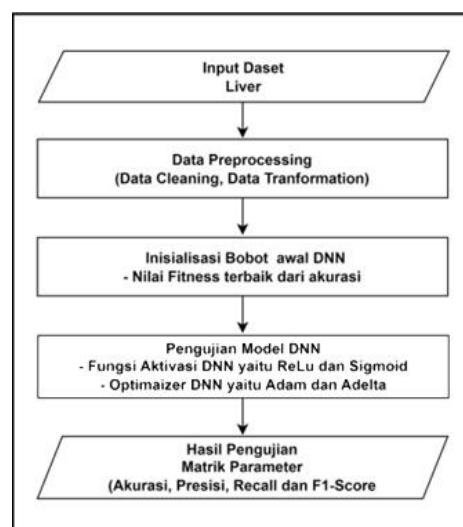 Input Daset
Liver
Data Preprocessing
(Data Cleaning, Data Tranformation)
Inisialisasi Bobot awal DNN
- Nilai Fitness terbaik dari akurasi
Pengujian Model DNN
- Fungsi Aktivasi DNN yaitu ReLu dan Sigmoid
- Optimaizer DNN yaitu Adam dan Adelta
Hasil Pengujian
Matrik Parameter
(Akurasi, Presisi, Recall dan F1-Score